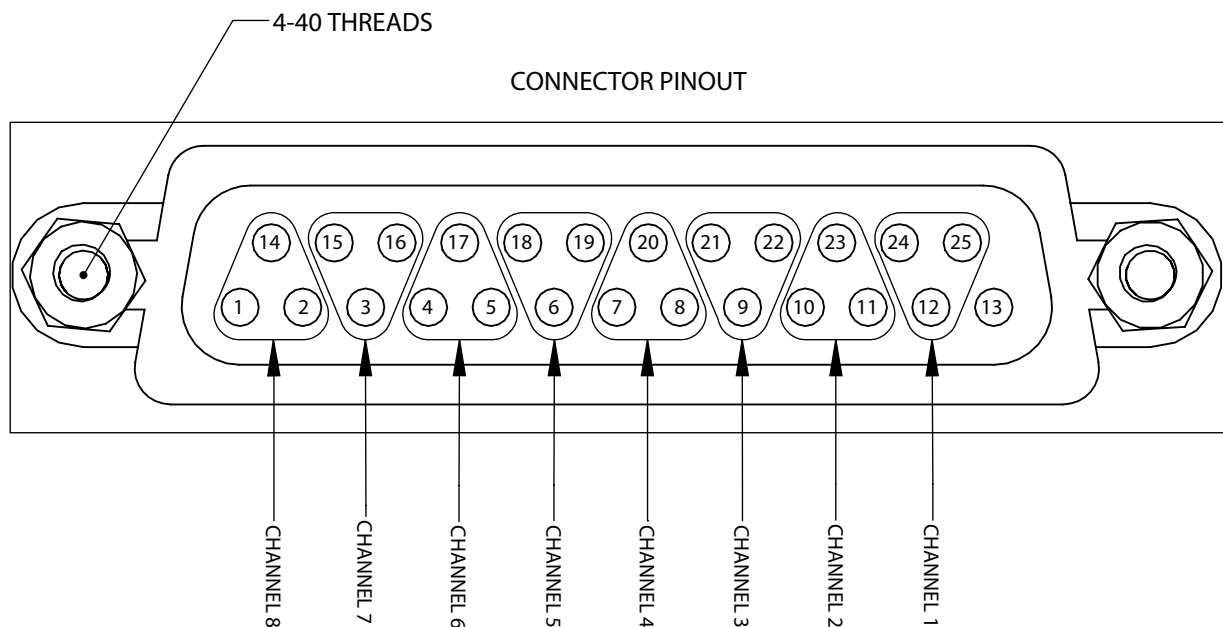 4-40 THREADS
CONNECTOR PINOUT
14 15 16 17 18 19 20 21 22 23 24 25
1 2 3 4 5 6 7 8 9 10 11 12 13
CHANNEL 8
CHANNEL 7
CHANNEL 6
CHANNEL 5
CHANNEL 4
CHANNEL 3
CHANNEL 2
CHANNEL 1